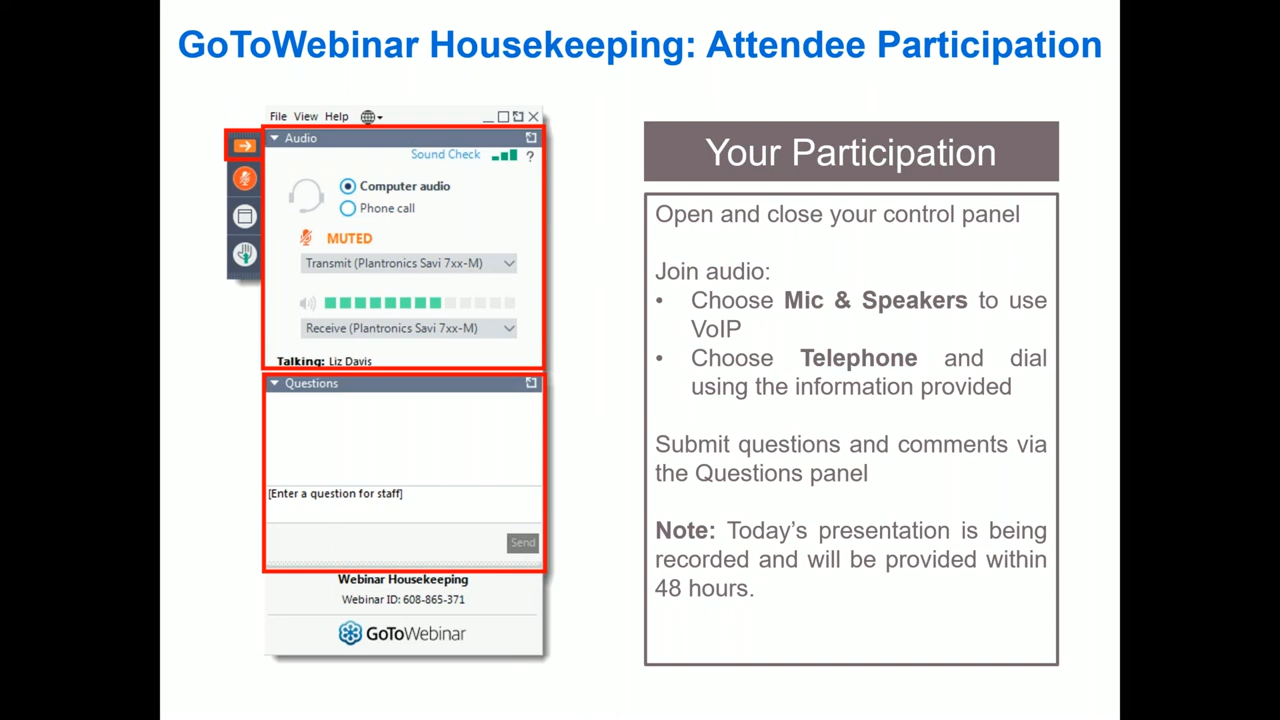 GoToWebinar Housekeeping: Attendee Participation
File View Help
Audio
Sound Check ?
Computer audio
Phone call
MUTED
Transmit (Plantronics Savi 7xx-M)
Receive (Plantronics Savi 7xx-M)
Talking: Liz Davis
Questions
[Enter a question for staff]
Send
Webinar Housekeeping
Webinar ID: 608-865-371
GoToWebinar
Your Participation
Open and close your control panel
Join audio:
• Choose Mic & Speakers to use
VoIP
• Choose Telephone and dial
using the information provided
Submit questions and comments via
the Questions panel
Note: Today's presentation is being
recorded and will be provided within
48 hours.